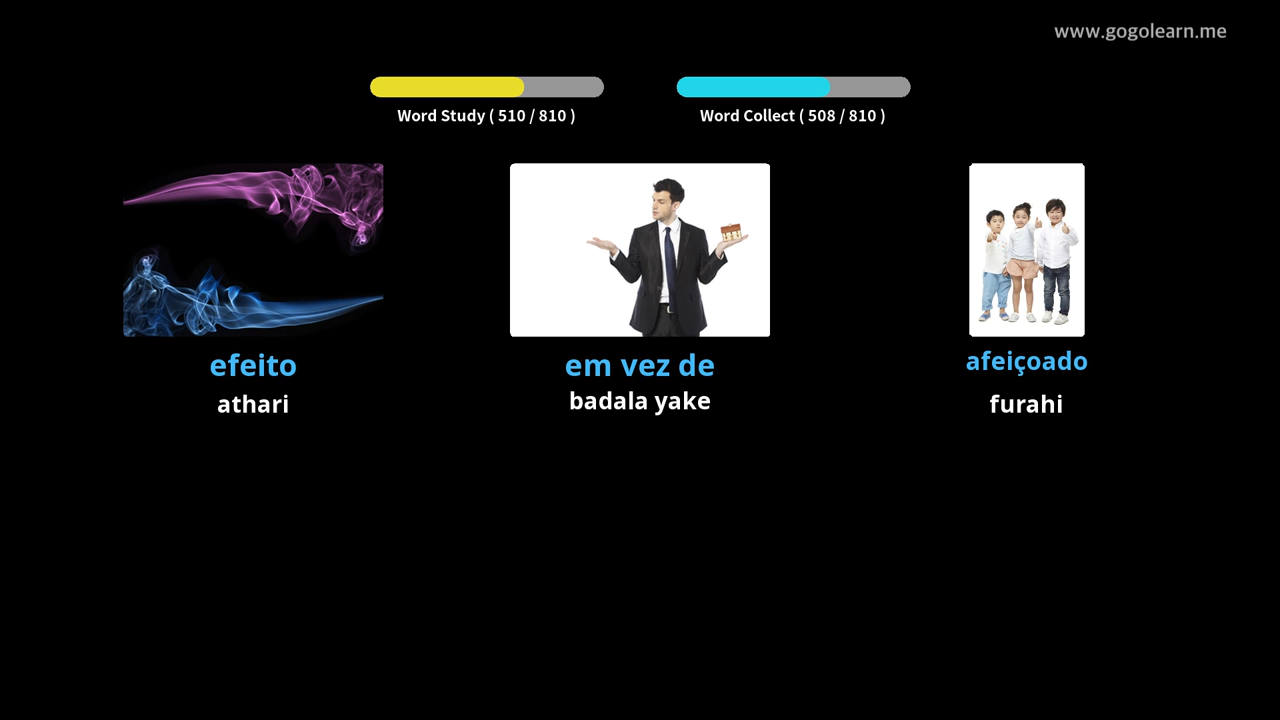 www.gogolearn.me
Word Study ( 510 / 810 )
Word Collect ( 508 / 810 )
efeito
athari
em vez de
badala yake
afeiçoado
furahi